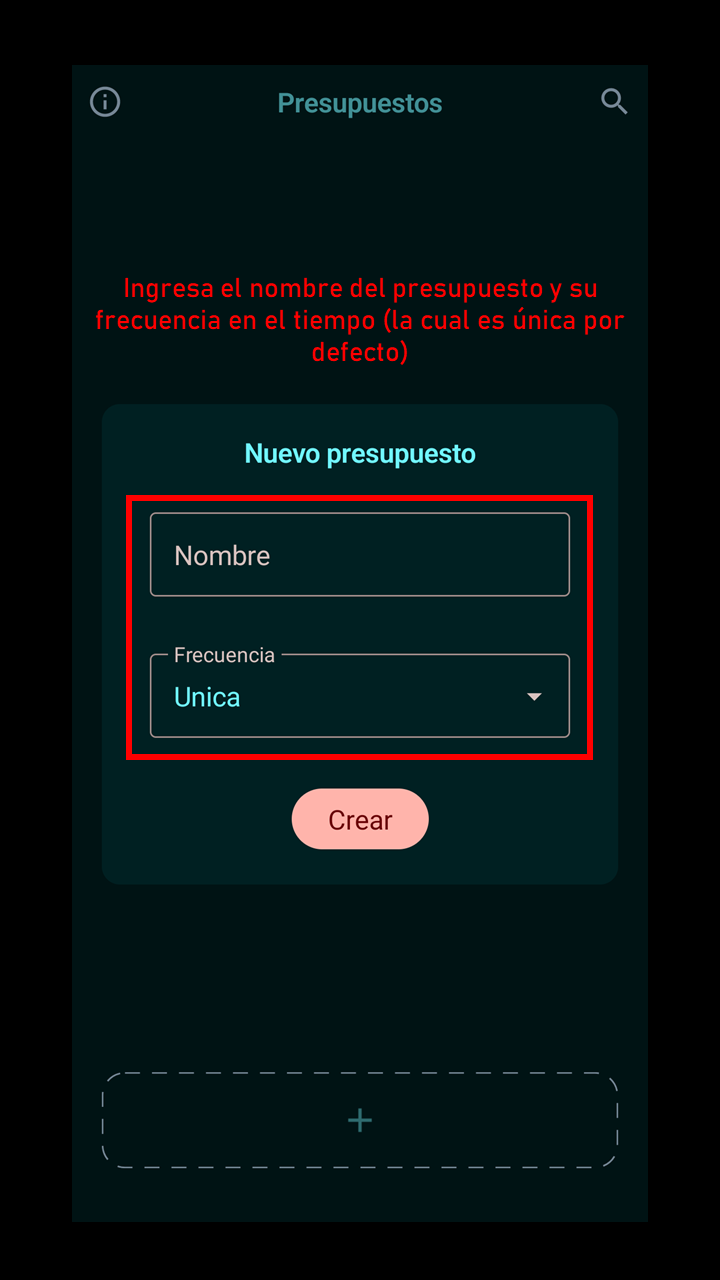 Presupuestos
Ingresa el nombre del presupuesto y su
frecuencia en el tiempo (la cual es única por
defecto)
Nuevo presupuesto
Nombre
Frecuencia
Unica
Crear